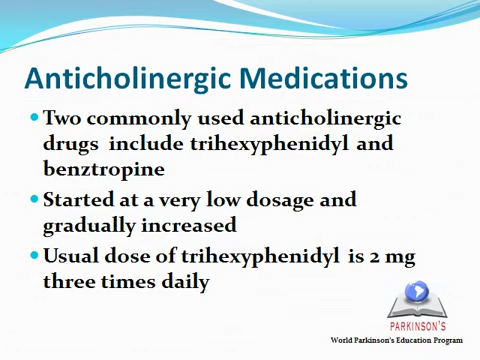 Anticholinergic Medications
Two commonly used anticholinergic
drugs include trihexyphenidyl and
benztropine
Started at a very low dosage and
gradually increased
Usual dose of trihexyphenidyl is 2 mg
three times daily
PARKINSON'S
World Parkinson's Education Program